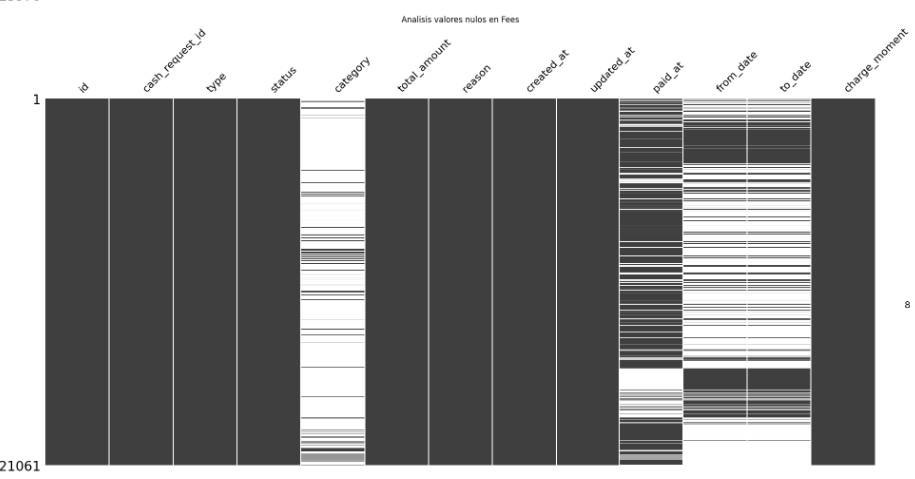 Analisis valores nulos en Fees
id
cash_request_id
type
status
category
total_amount
reason
created_at
updated_at
paid_at
from_date
to_date
charge_moment
1
8
21061